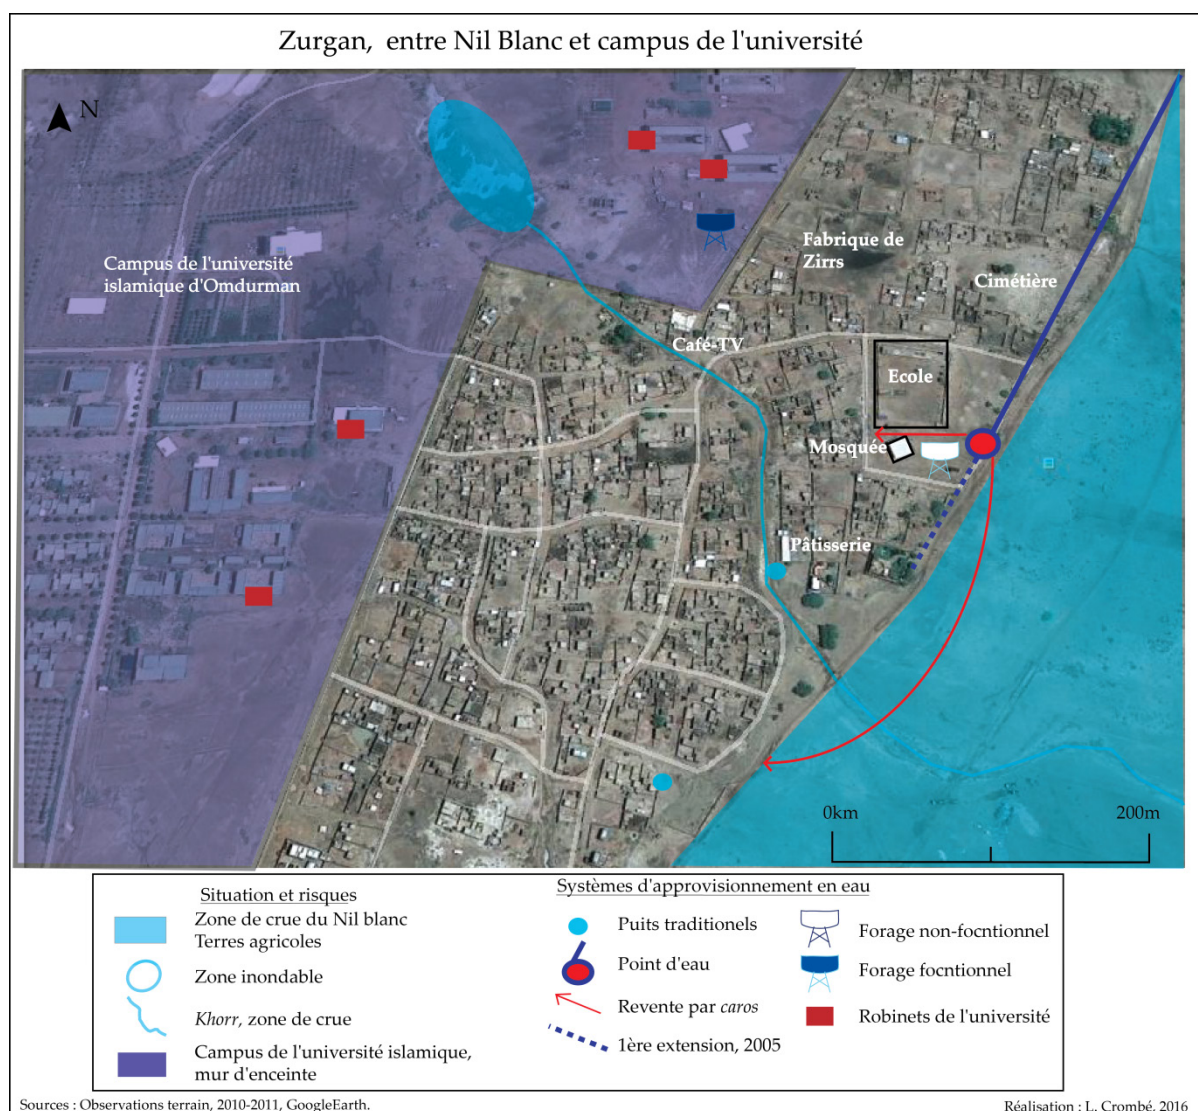 Zurgan, entre Nil Blanc et campus de l'université
N
Campus de l'université
islamique d'Omdurman
Fabrique de
Zirrs
Cimétière
Café-TV
Ecole
Mosquée
Pâtisserie
0km
200m
Situation et risques
Zone de crue du Nil blanc
Terres agricoles
Zone inondable
Khorr, zone de crue
Campus de l'université islamique,
mur d'enceinte
Systèmes d'approvisionnement en eau
Puits traditionels
Point d'eau
Revente par caros
1ère extension, 2005
Forage non-focntionnel
Forage focntionnel
Robinets de l'université
Sources : Observations terrain, 2010-2011, GoogleEarth.
Réalisation : L. Crombé, 2016